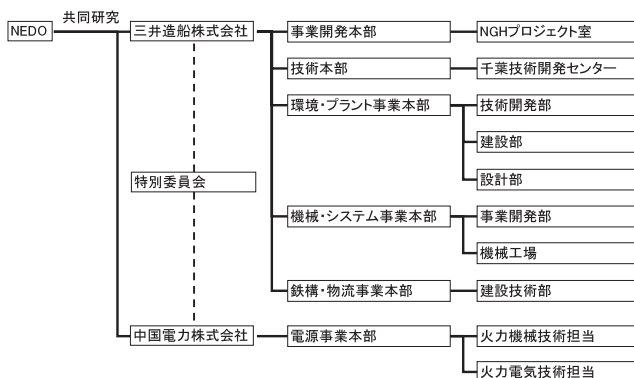 共同研究
NEDO
三井造船株式会社
事業開発本部
NGHプロジェクト室
技術本部
千葉技術開発センター
環境・プラント事業本部
技術開発部
建設部
設計部
特別委員会
機械・システム事業本部
事業開発部
機械工場
鉄構・物流事業本部
建設技術部
中国電力株式会社
電源事業本部
火力機械技術担当
火力電気技術担当